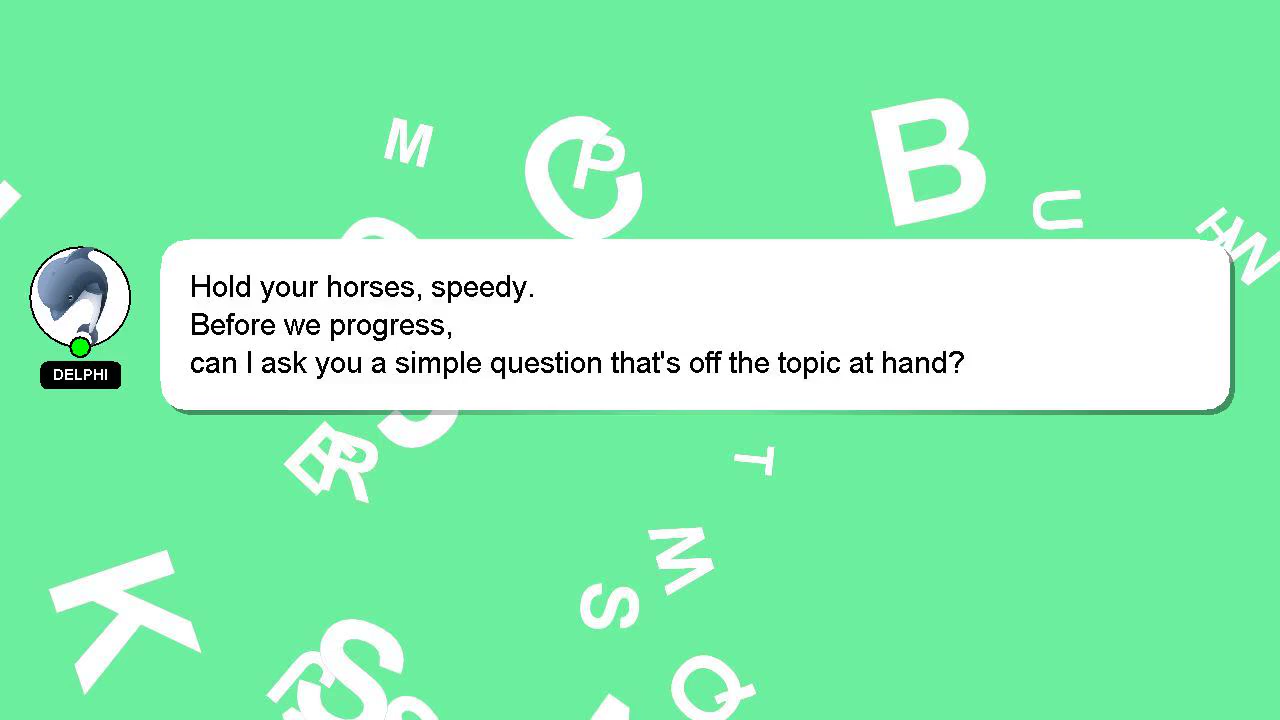 M
C
P
B
U
H
W
Hold your horses, speedy.
Before we progress,
can I ask you a simple question that's off the topic at hand?
DELPHI
R
T
K
M
S
S
Q